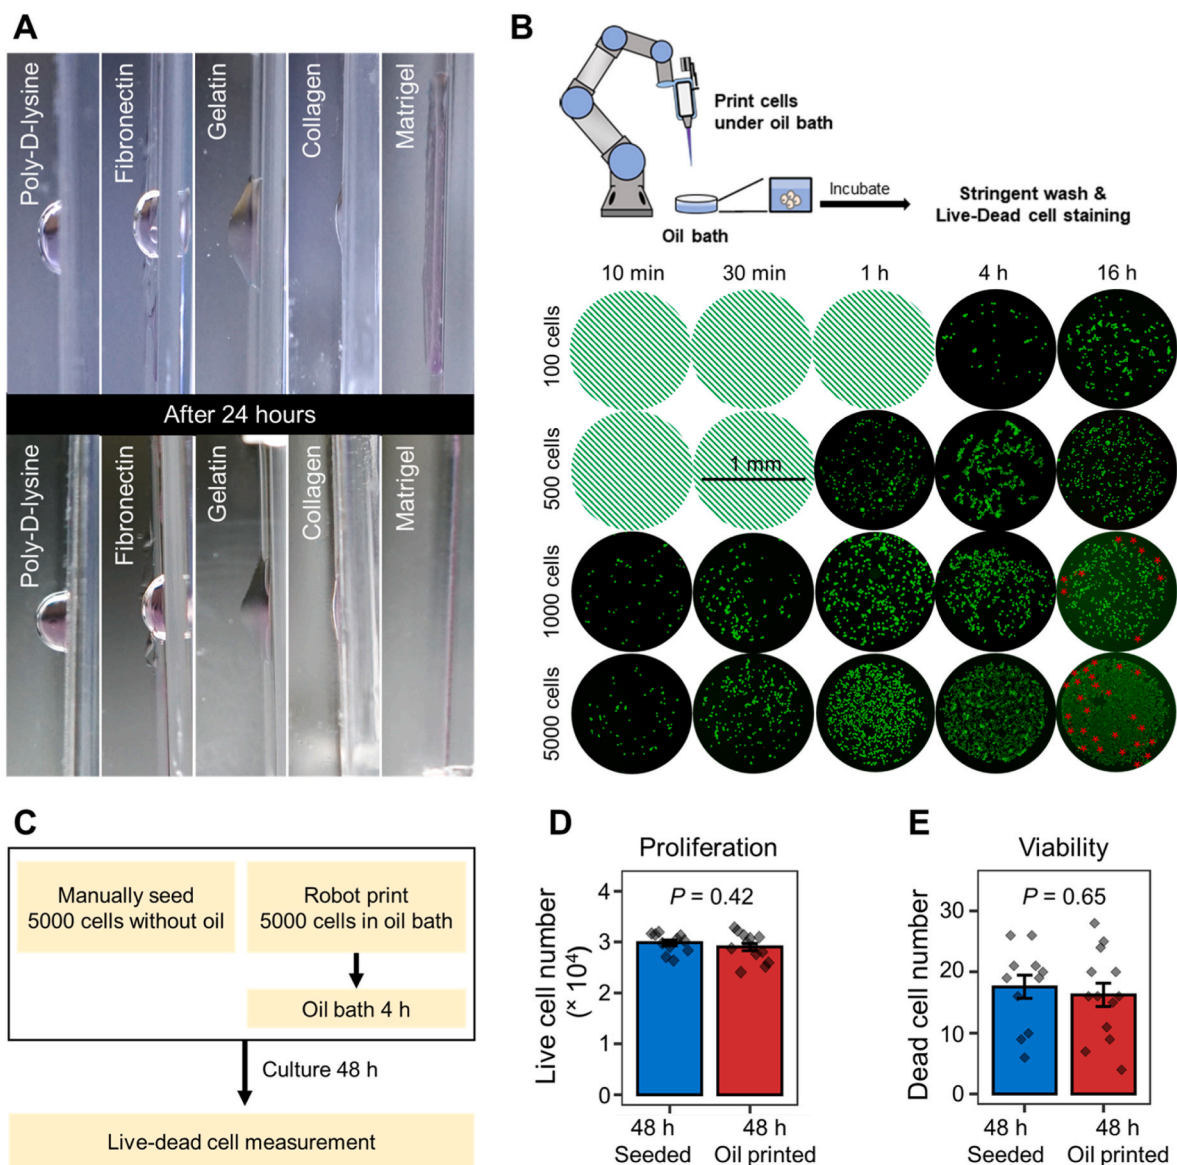 A
Poly-D-lysine
Fibronectin
Gelatin
Collagen
Matrigel
After 24 hours
Poly-D-lysine
Fibronectin
Gelatin
Collagen
Matrigel
B
Print cells
under oil bath
Oil bath
Incubate
Stringent wash &
Live-Dead cell staining
10 min 30 min 1 h 4 h 16 h
100 cells
500 cells
1 mm
1000 cells
5000 cells
C
Manually seed
5000 cells without oil
Robot print
5000 cells in oil bath
Oil bath 4 h
Culture 48 h
Live-dead cell measurement
D
Proliferation
P = 0.42
Live cell number
(× 10⁴)
4
3
2
1
0
48 h
Seeded
48 h
Oil printed
E
Viability
P = 0.65
Dead cell number
30
20
10
0
48 h
Seeded
48 h
Oil printed